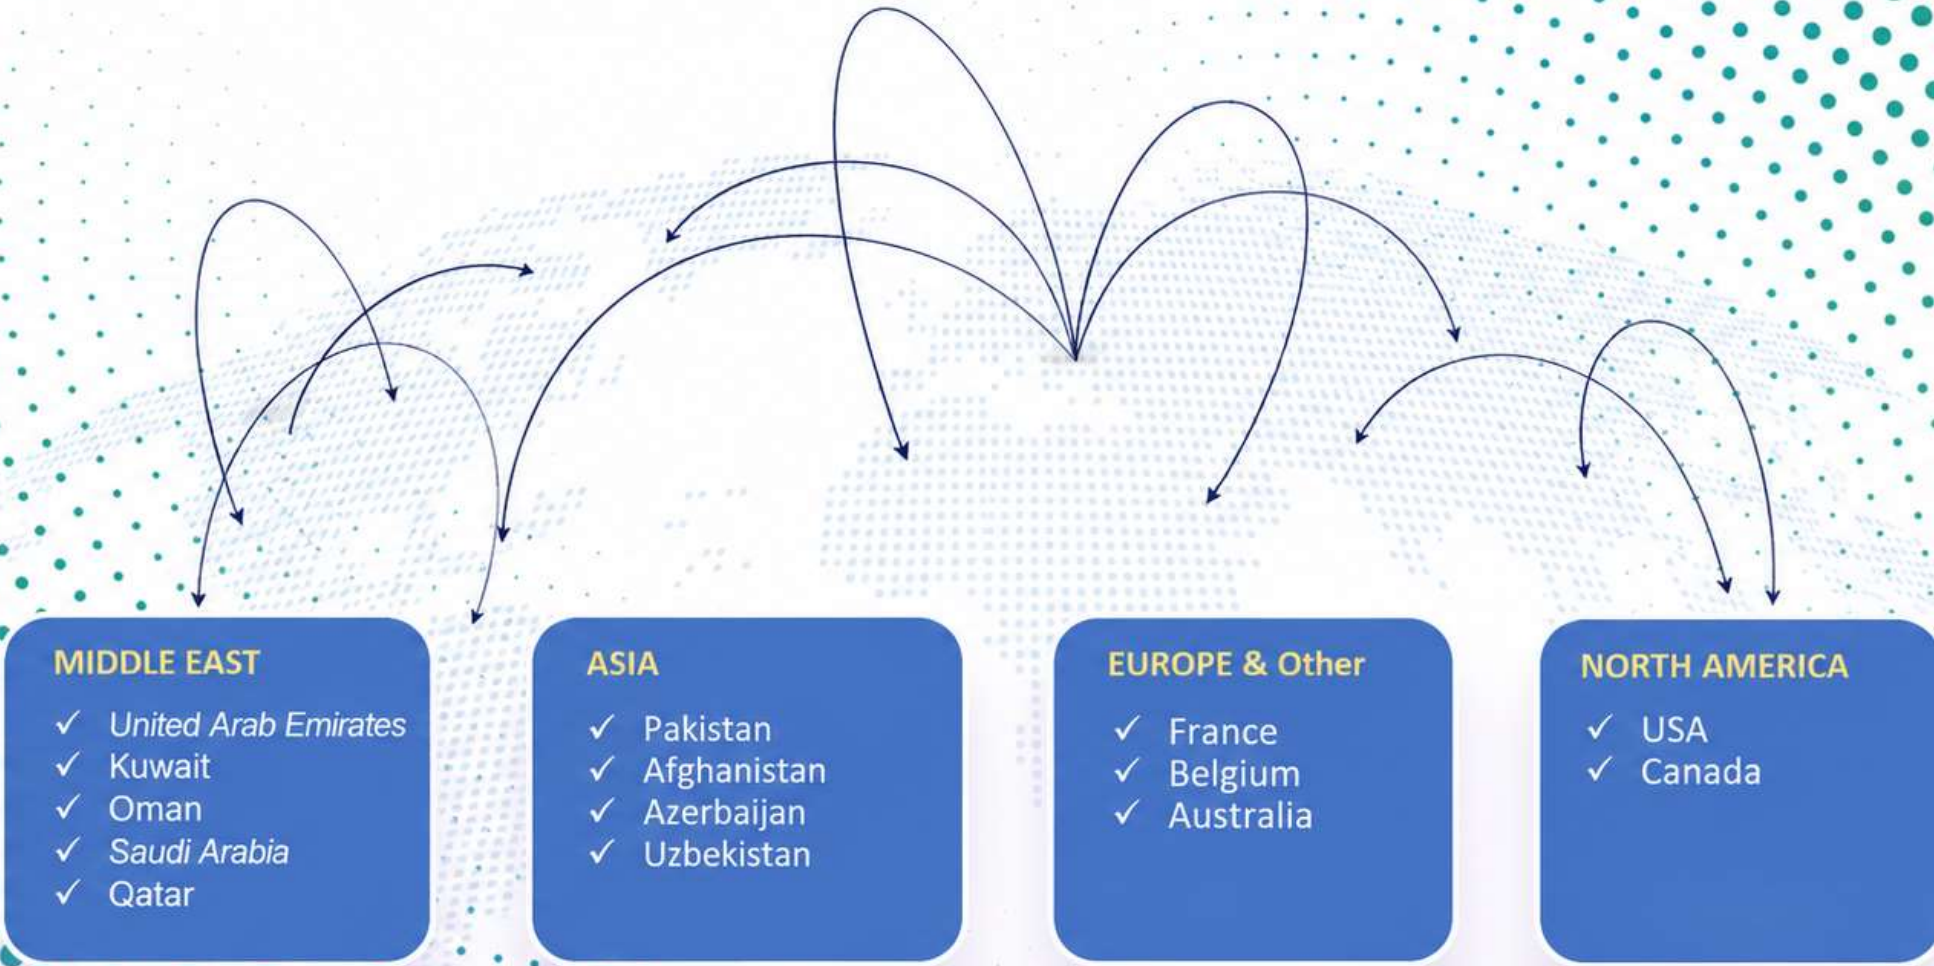 MIDDLE EAST
✓ United Arab Emirates
✓ Kuwait
✓ Oman
✓ Saudi Arabia
✓ Qatar
ASIA
✓ Pakistan
✓ Afghanistan
✓ Azerbaijan
✓ Uzbekistan
EUROPE & Other
✓ France
✓ Belgium
✓ Australia
NORTH AMERICA
✓ USA
✓ Canada